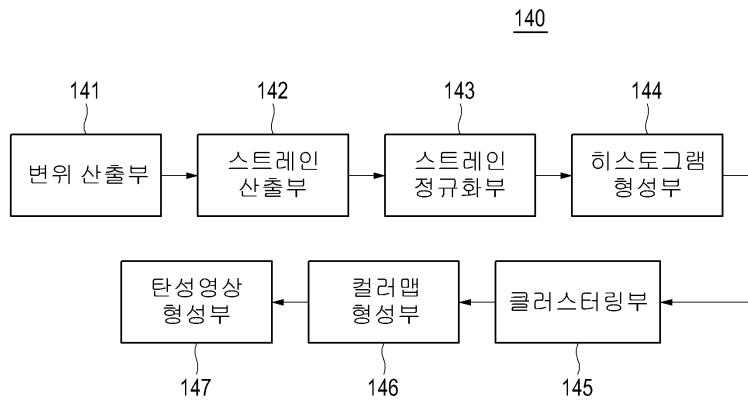 140
141
142
143
144
변위 산출부
스트레인
산출부
스트레인
정규화부
히스토그램
형성부
탄성영상
형성부
컬러맵
형성부
클러스터링부
147
146
145